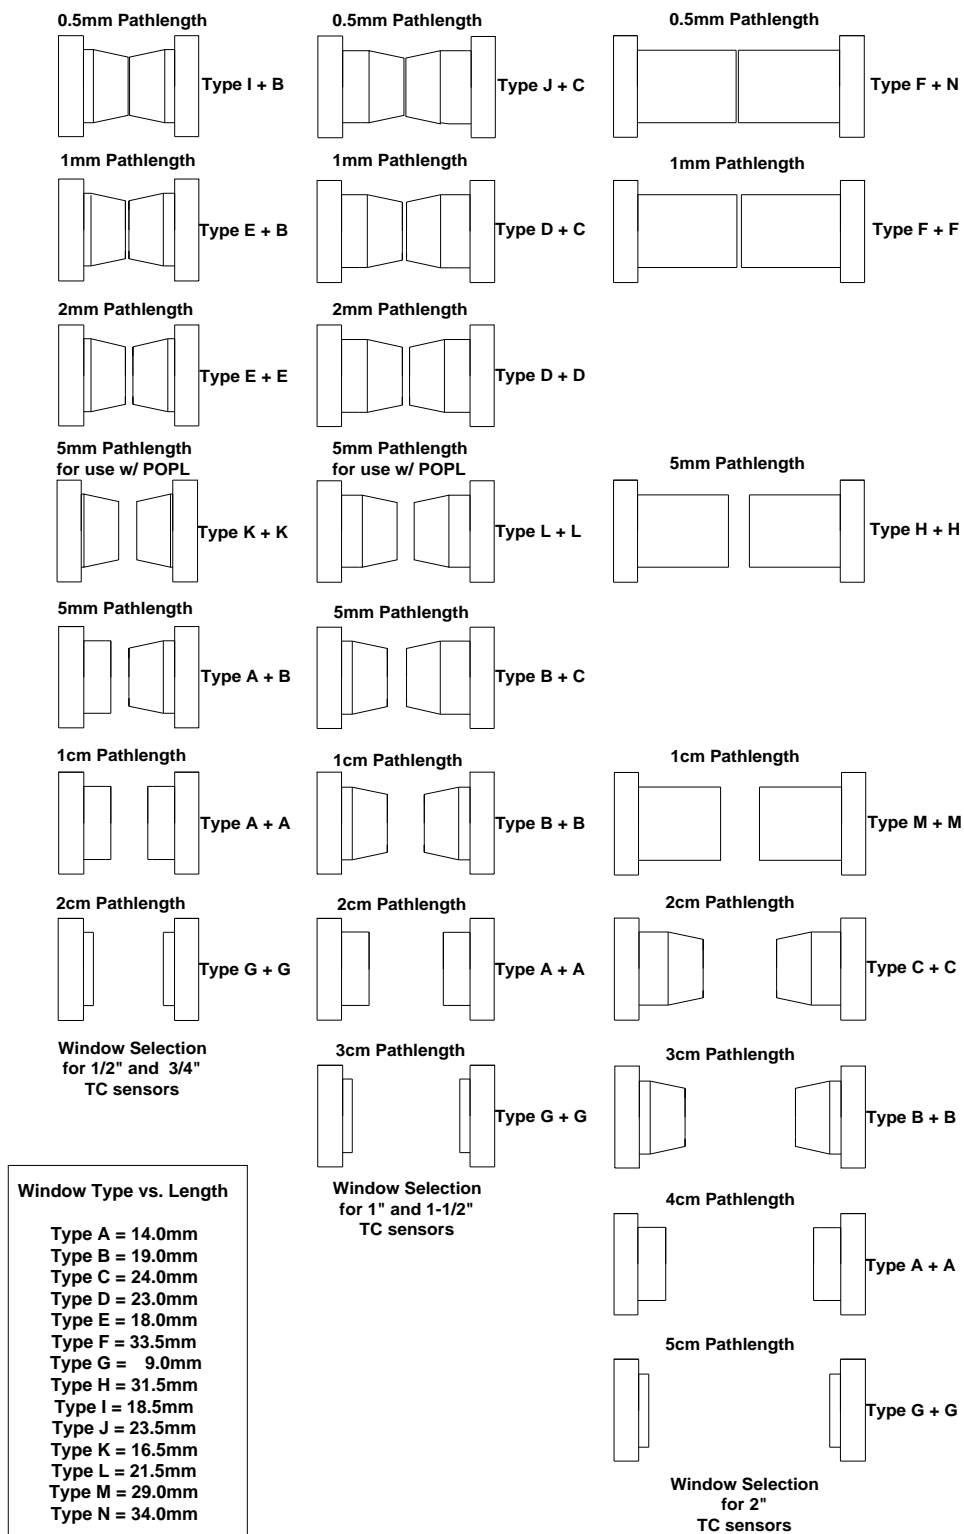 0.5mm Pathlength
Type I + B
1mm Pathlength
Type E + B
2mm Pathlength
Type E + E
5mm Pathlength
for use w/ POPL
Type K + K
5mm Pathlength
Type A + B
1cm Pathlength
Type A + A
2cm Pathlength
Type G + G
Window Selection
for 1/2" and 3/4"
TC sensors
0.5mm Pathlength
Type J + C
1mm Pathlength
Type D + C
2mm Pathlength
Type D + D
5mm Pathlength
for use w/ POPL
Type L + L
5mm Pathlength
Type B + C
1cm Pathlength
Type B + B
2cm Pathlength
Type A + A
3cm Pathlength
Type G + G
Window Selection
for 1" and 1-1/2"
TC sensors
0.5mm Pathlength
Type F + N
1mm Pathlength
Type F + F
5mm Pathlength
Type H + H
1cm Pathlength
Type M + M
2cm Pathlength
Type C + C
3cm Pathlength
Type B + B
4cm Pathlength
Type A + A
5cm Pathlength
Type G + G
Window Selection
for 2"
TC sensors
Window Type vs. Length
Type A = 14.0mm
Type B = 19.0mm
Type C = 24.0mm
Type D = 23.0mm
Type E = 18.0mm
Type F = 33.5mm
Type G = 9.0mm
Type H = 31.5mm
Type I = 18.5mm
Type J = 23.5mm
Type K = 16.5mm
Type L = 21.5mm
Type M = 29.0mm
Type N = 34.0mm